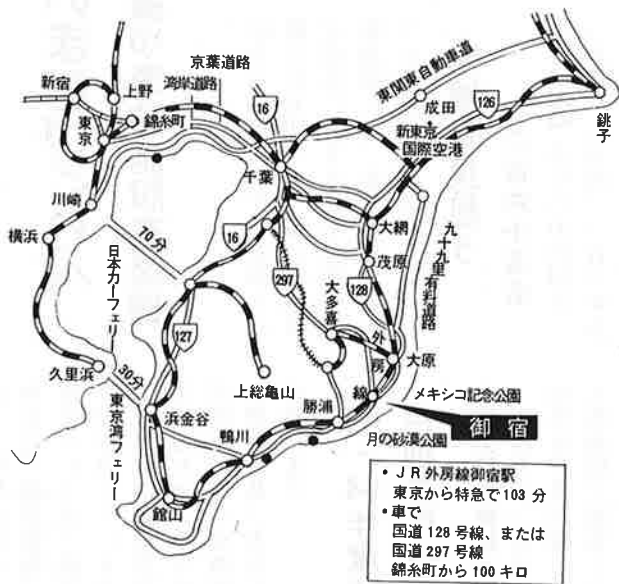 京葉道路
湾岸道路
東関東自動車道
新宿
上野
東京
錦糸町
16
成田
126
銚子
新東京
国際空港
千葉
川崎
横浜
70分
日本カーフェリー
16
大網
茂原
九十九里有料道路
297
128
大多喜
127
外房線
大原
久里浜
30分
東京湾フェリー
上総亀山
浜金谷
勝浦
メキシコ記念公園
御宿
鴨川
月の砂漠公園
館山
・JR外房線御宿駅
東京から特急で103分
・車で
国道128号線、または
国道297号線
錦糸町から100キロ